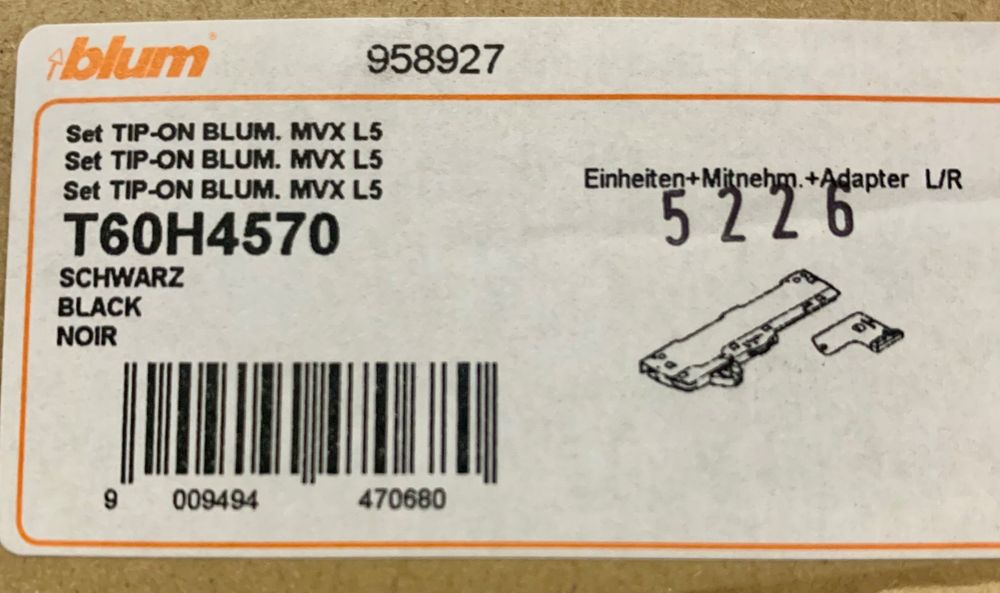 blum
958927
Set TIP-ON BLUM. MVX L5
Set TIP-ON BLUM. MVX L5
Set TIP-ON BLUM. MVX L5
T60H4570
SCHWARZ
BLACK
NOIR
Einheiten+Mitnehm.+Adapter L/R
5226
9 009494 470680